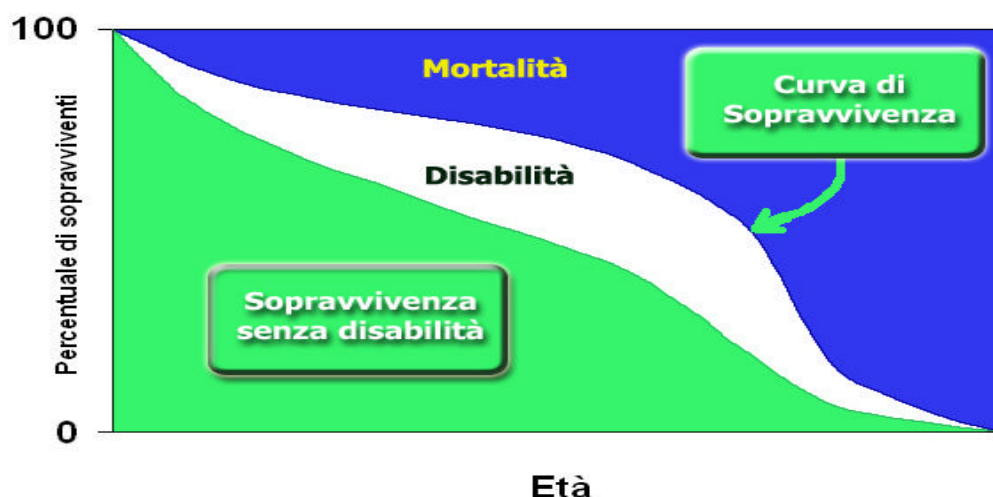 100
Mortalità
Curva di
Sopravvivenza
Disabilità
Percentuale di sopravviventi
Sopravvivenza
senza disabilità
0
Età